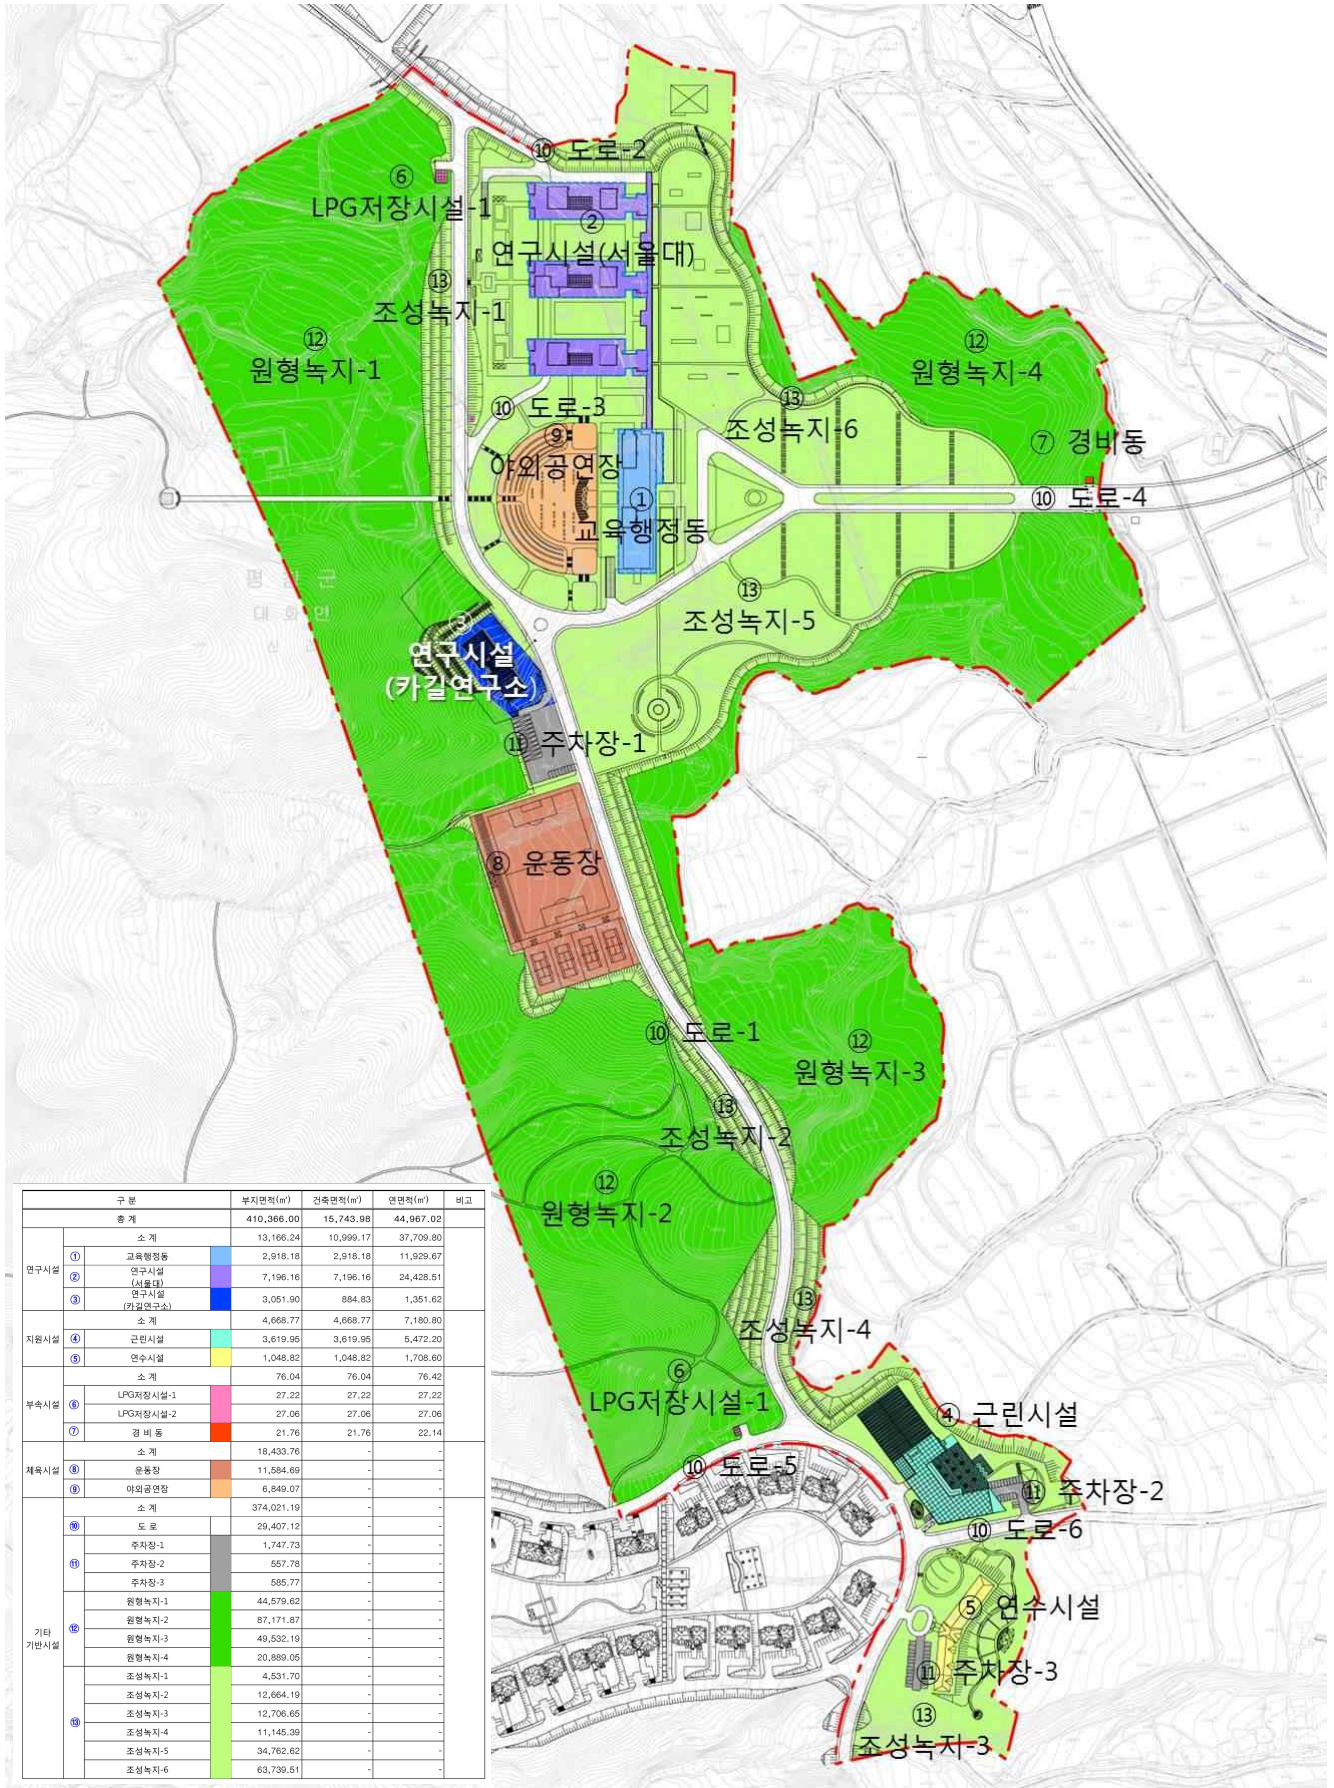 ⑩ 도로-2
⑥
LPG저장시설-1
②
연구시설(서울대)
⑬
조성녹지-1
⑫
원형녹지-1
⑫
원형녹지-4
⑩ 도로-3
⑬
조성녹지-6
⑨
야외공연장
⑦ 경비동
①
교육행정동
⑩ 도로-4
평창군
대화면
⑬
조성녹지-5
③
연구시설
(카길연구소)
⑪ 주차장-1
⑧ 운동장
⑩ 도로-1
⑫
원형녹지-3
⑬
조성녹지-2
⑫
원형녹지-2
⑬
조성녹지-4
⑥
LPG저장시설-1
④ 근린시설
⑩ 도로-5
⑪ 주차장-2
⑩ 도로-6
⑤ 연수시설
⑪ 주차장-3
⑬
조성녹지-3
구 분 부지면적(㎡) 건축면적(㎡) 연면적(㎡) 비고
총 계 410,366.00 15,743.98 44,967.02
연구시설
소 계 13,166.24 10,999.17 37,709.80
① 교육행정동 2,918.18 2,918.18 11,929.67
② 연구시설
(서울대) 7,196.16 7,196.16 24,428.51
③ 연구시설
(카길연구소) 3,051.90 884.83 1,351.62
지원시설
소 계 4,668.77 4,668.77 7,180.80
④ 근린시설 3,619.95 3,619.95 5,472.20
⑤ 연수시설 1,048.82 1,048.82 1,708.60
부속시설
소 계 76.04 76.04 76.42
⑥ LPG저장시설-1 27.22 27.22 27.22
LPG저장시설-2 27.06 27.06 27.06
⑦ 경 비 동 21.76 21.76 22.14
체육시설
소 계 18,433.76 - -
⑧ 운동장 11,584.69 - -
⑨ 야외공연장 6,849.07 - -
기타
기반시설
소 계 374,021.19 - -
⑩ 도 로 29,407.12 - -
⑪ 주차장-1 1,747.73 - -
주차장-2 557.78 - -
주차장-3 585.77 - -
⑫ 원형녹지-1 44,579.62 - -
원형녹지-2 87,171.87 - -
원형녹지-3 49,532.19 - -
원형녹지-4 20,889.05 - -
⑬ 조성녹지-1 4,531.70 - -
조성녹지-2 12,664.19 - -
조성녹지-3 12,706.65 - -
조성녹지-4 11,145.39 - -
조성녹지-5 34,762.62 - -
조성녹지-6 63,739.51 - -